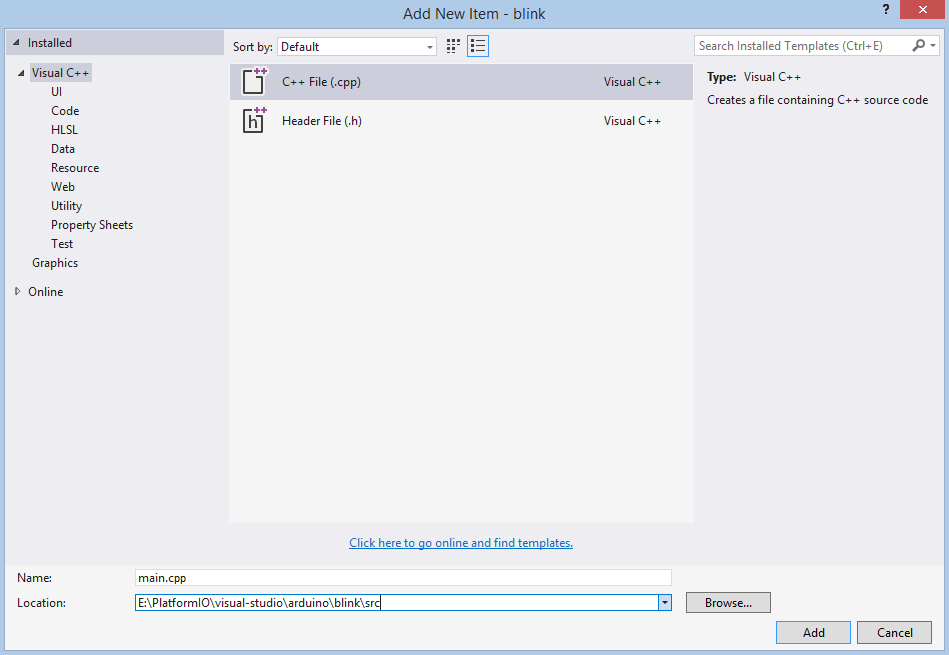 Add New Item - blink
?
Installed
Sort by: Default
Search Installed Templates (Ctrl+E)
Visual C++
UI
Code
HLSL
Data
Resource
Web
Utility
Property Sheets
Test
Graphics
Online
C++ File (.cpp) Visual C++
Header File (.h) Visual C++
Type: Visual C++
Creates a file containing C++ source code
Click here to go online and find templates.
Name: main.cpp
Location: E:\PlatformIO\visual-studio\arduino\blink\src
Browse...
Add Cancel